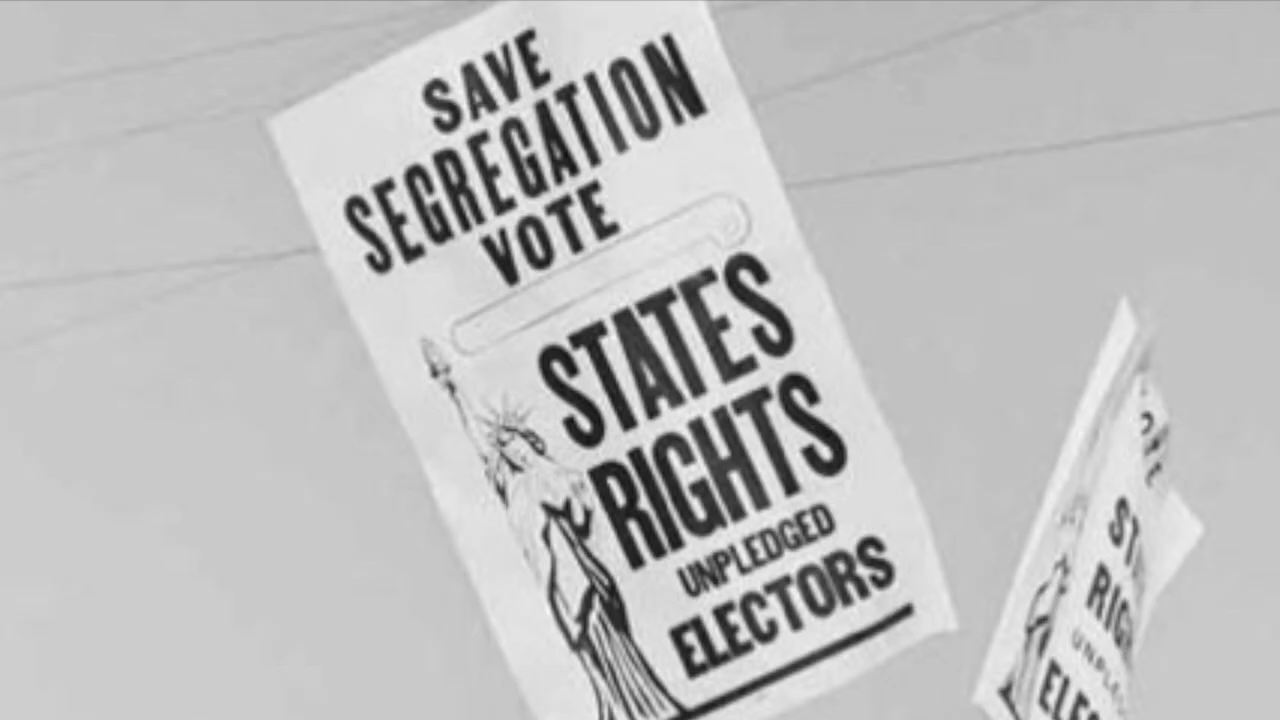 SAVE
SEGREGATION
VOTE
STATES
RIGHTS
UNPLEDGED
ELECTORS